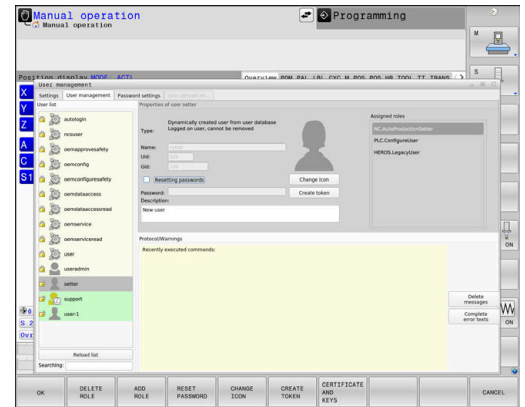 Manual operation
Manual operation
Programming
M
Position display MODE: ACTL
Overview PGM PAL LBL CYC M POS POS HR TOOL TT TRANS
S
X
Y
Z
A
C
S1
User management
Settings User management Password settings
User list
autologin
ncsuser
oemapprovesafety
oemconfig
oemconfiguresafety
oemdataaccess
oemdataaccessread
oemservice
oemserviceread
user
useradmin
setter
support
user-1
Reload list
Searching:
Properties of user setter
Type:
Dynamically created user from user database
Logged on user, cannot be removed
Name:
setter
Uid:
Gid:
Resetting passwords
Change icon
Password:
Create token
Description:
New user
Assigned roles
NC.AutoProductionSetter
PLC.ConfigureUser
HEROS.LegacyUser
Protocol/Warnings
Recently executed commands:
Delete
messages
Complete
error texts
ON
ON
OK
DELETE
ROLE
ADD
ROLE
RESET
PASSWORD
CHANGE
ICON
CREATE
TOKEN
CERTIFICATE
AND
KEYS
CANCEL